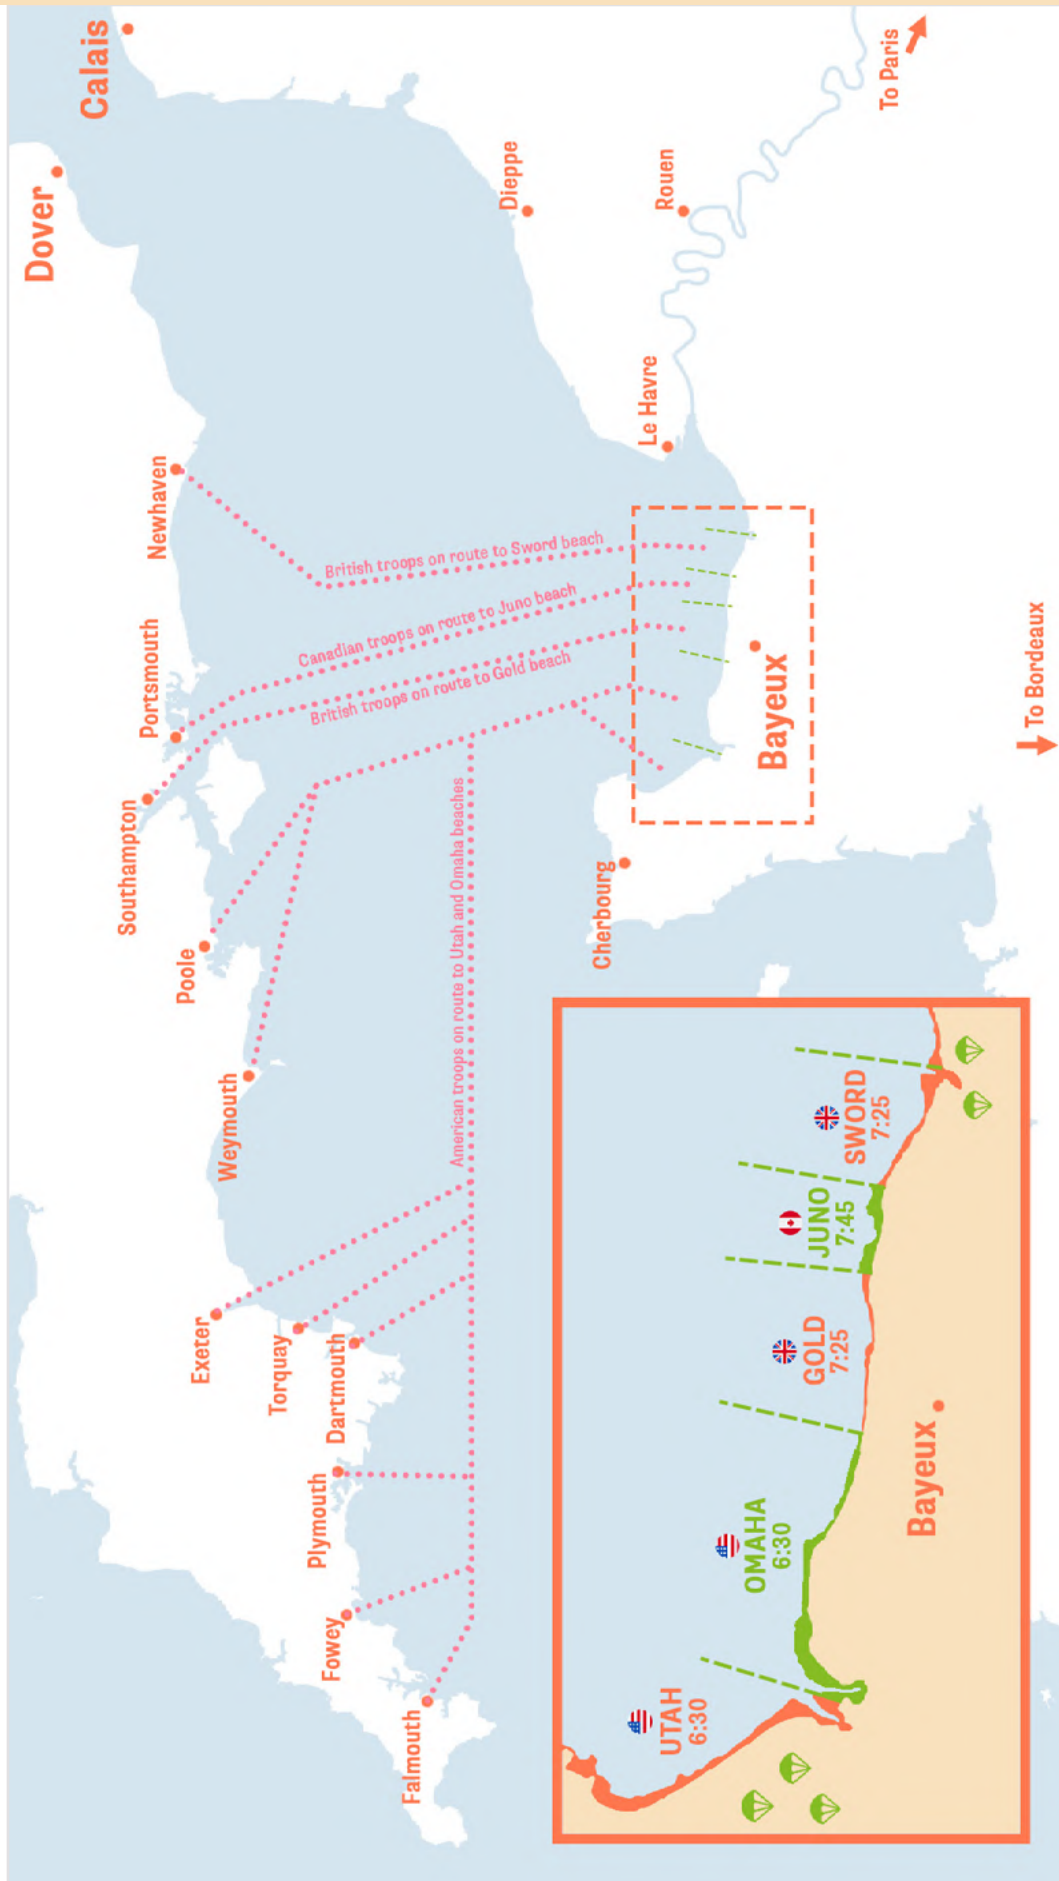 Dover
Calais
Newhaven
Portsmouth
Southampton
Poole
Weymouth
Exeter
Torquay
Dartmouth
Plymouth
Fowey
Falmouth
Dieppe
Rouen
Le Havre
To Paris
British troops on route to Sword beach
Canadian troops on route to Juno beach
British troops on route to Gold beach
American troops on route to Utah and Omaha beaches
Cherbourg
Bayeux
To Bordeaux
UTAH
6:30
OMAHA
6:30
GOLD
7:25
JUNO
7:45
SWORD
7:25
Bayeux